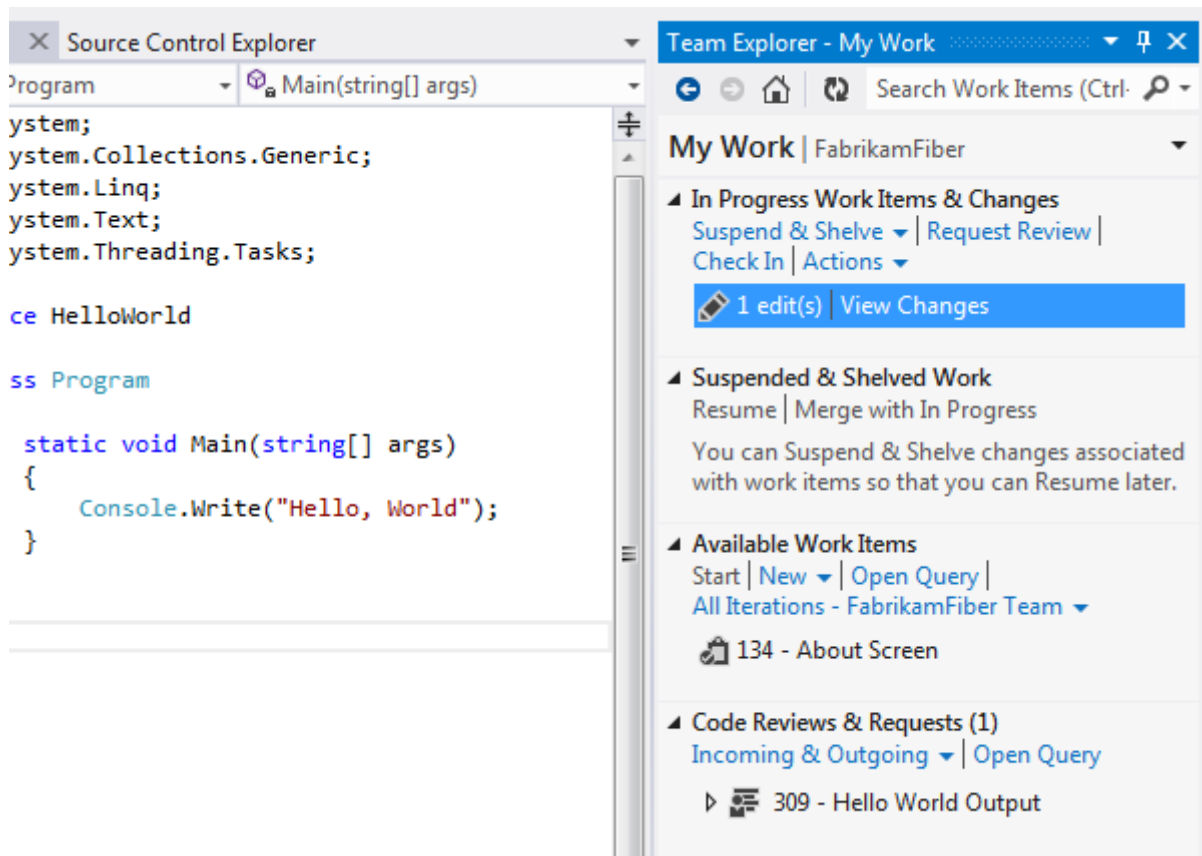 Source Control Explorer
Program
Main(string[] args)
ystem;
ystem.Collections.Generic;
ystem.Linq;
ystem.Text;
ystem.Threading.Tasks;
ce HelloWorld
ss Program
static void Main(string[] args)
{
Console.Write("Hello, World");
}
Team Explorer - My Work
Search Work Items (Ctrl-
My Work | FabrikamFiber
In Progress Work Items & Changes
Suspend & Shelve | Request Review |
Check In | Actions
1 edit(s) | View Changes
Suspended & Shelved Work
Resume | Merge with In Progress
You can Suspend & Shelve changes associated
with work items so that you can Resume later.
Available Work Items
Start | New | Open Query |
All Iterations - FabrikamFiber Team
134 - About Screen
Code Reviews & Requests (1)
Incoming & Outgoing | Open Query
309 - Hello World Output